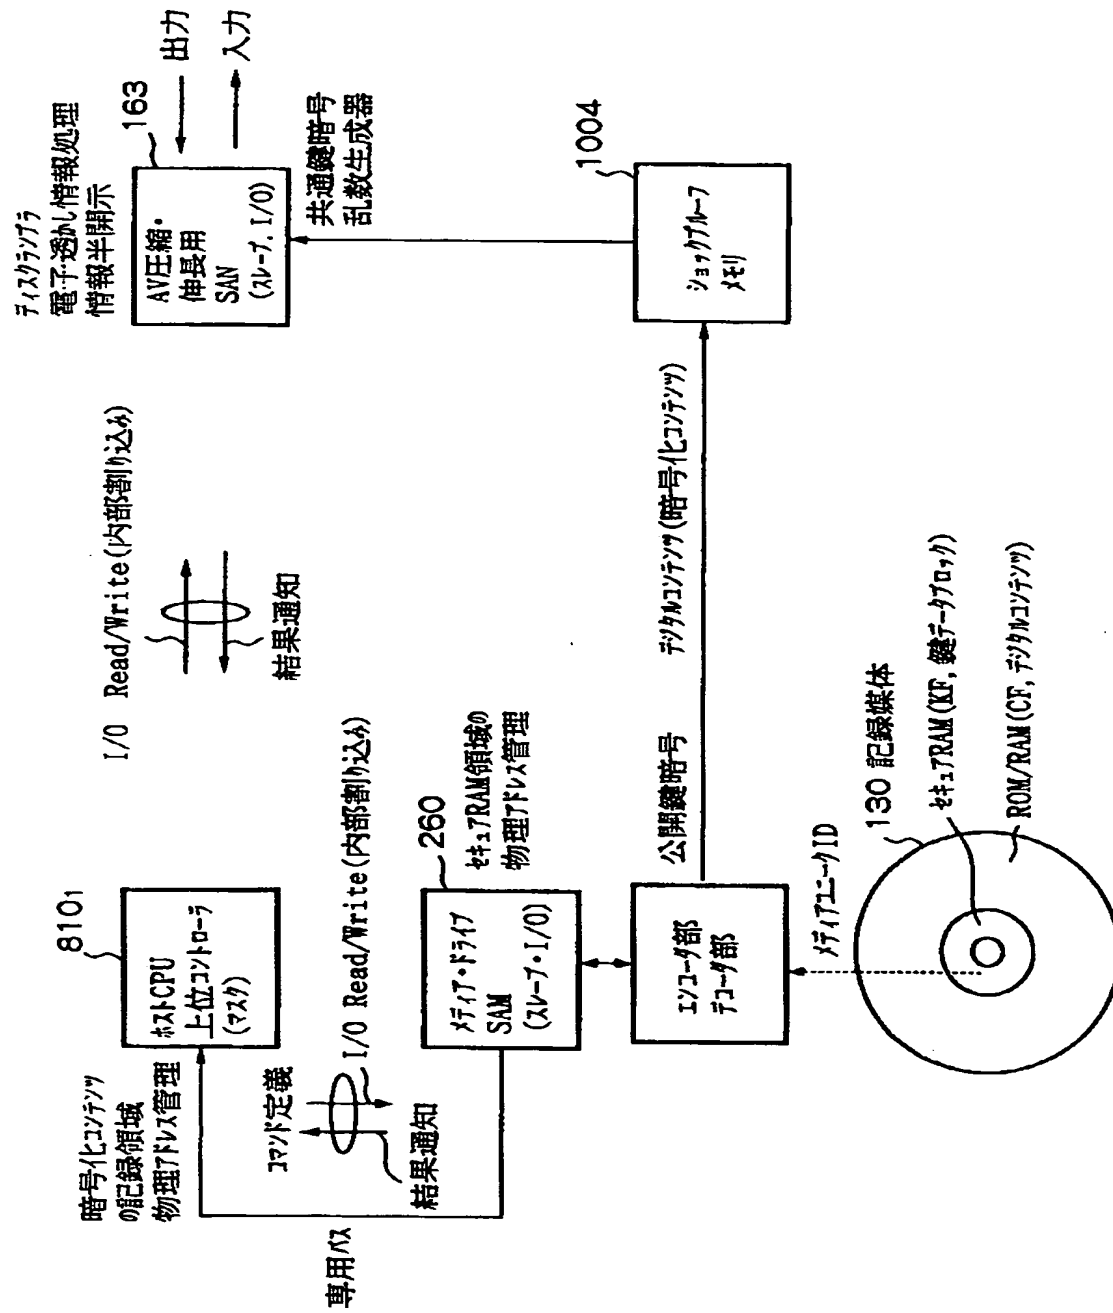 暗号化コンテンツ
の記録領域
物理アドレス管理
810₁
ホストCPU
上位コントローラ
(マスタ)
専用バス
コマンド定義
I/O Read/Write(内部割り込み)
結果通知
260
セキュアRAM領域の
物理アドレス管理
メディア・ドライブ
SAM
(スレーブ・I/O)
エンコーダ部
デコーダ部
メディアユニークID
130 記録媒体
セキュアRAM(KF, 鍵データブロック)
ROM/RAM(CF, デジタルコンテンツ)
I/O Read/Write(内部割り込み)
結果通知
公開鍵暗号
デジタルコンテンツ(暗号化コンテンツ)
ディスクランブラ
電子透かし情報処理
情報半開示
163
AV圧縮・
伸長用
SAN
(スレーブ. I/O)
出力
入力
共通鍵暗号
乱数生成器
1004
ショックプルーフ
メモリ